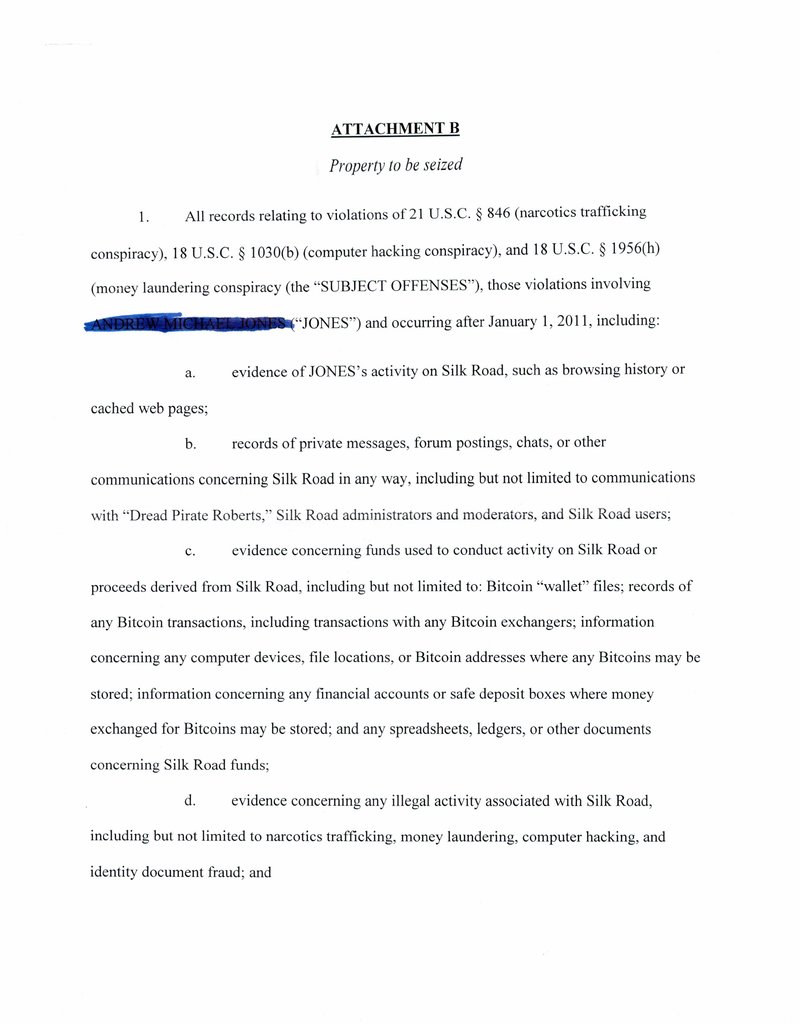 ATTACHMENT B
Property to be seized
1. All records relating to violations of 21 U.S.C. § 846 (narcotics trafficking
conspiracy), 18 U.S.C. § 1030(b) (computer hacking conspiracy), and 18 U.S.C. § 1956(h)
(money laundering conspiracy (the “SUBJECT OFFENSES”), those violations involving
ANDREW MICHAEL JONES (“JONES”) and occurring after January 1, 2011, including:
a. evidence of JONES’s activity on Silk Road, such as browsing history or
cached web pages;
b. records of private messages, forum postings, chats, or other
communications concerning Silk Road in any way, including but not limited to communications
with “Dread Pirate Roberts,” Silk Road administrators and moderators, and Silk Road users;
c. evidence concerning funds used to conduct activity on Silk Road or
proceeds derived from Silk Road, including but not limited to: Bitcoin “wallet” files; records of
any Bitcoin transactions, including transactions with any Bitcoin exchangers; information
concerning any computer devices, file locations, or Bitcoin addresses where any Bitcoins may be
stored; information concerning any financial accounts or safe deposit boxes where money
exchanged for Bitcoins may be stored; and any spreadsheets, ledgers, or other documents
concerning Silk Road funds;
d. evidence concerning any illegal activity associated with Silk Road,
including but not limited to narcotics trafficking, money laundering, computer hacking, and
identity document fraud; and